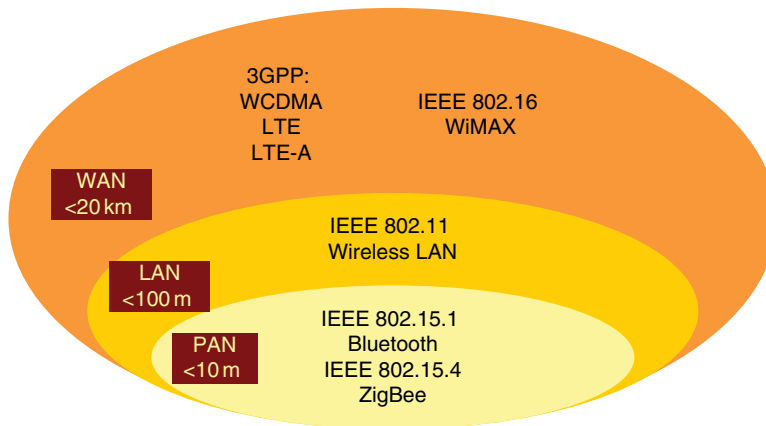 3GPP:
WCDMA
LTE
LTE-A
IEEE 802.16
WiMAX
WAN
<20 km
IEEE 802.11
Wireless LAN
LAN
<100 m
IEEE 802.15.1
Bluetooth
IEEE 802.15.4
ZigBee
PAN
<10 m